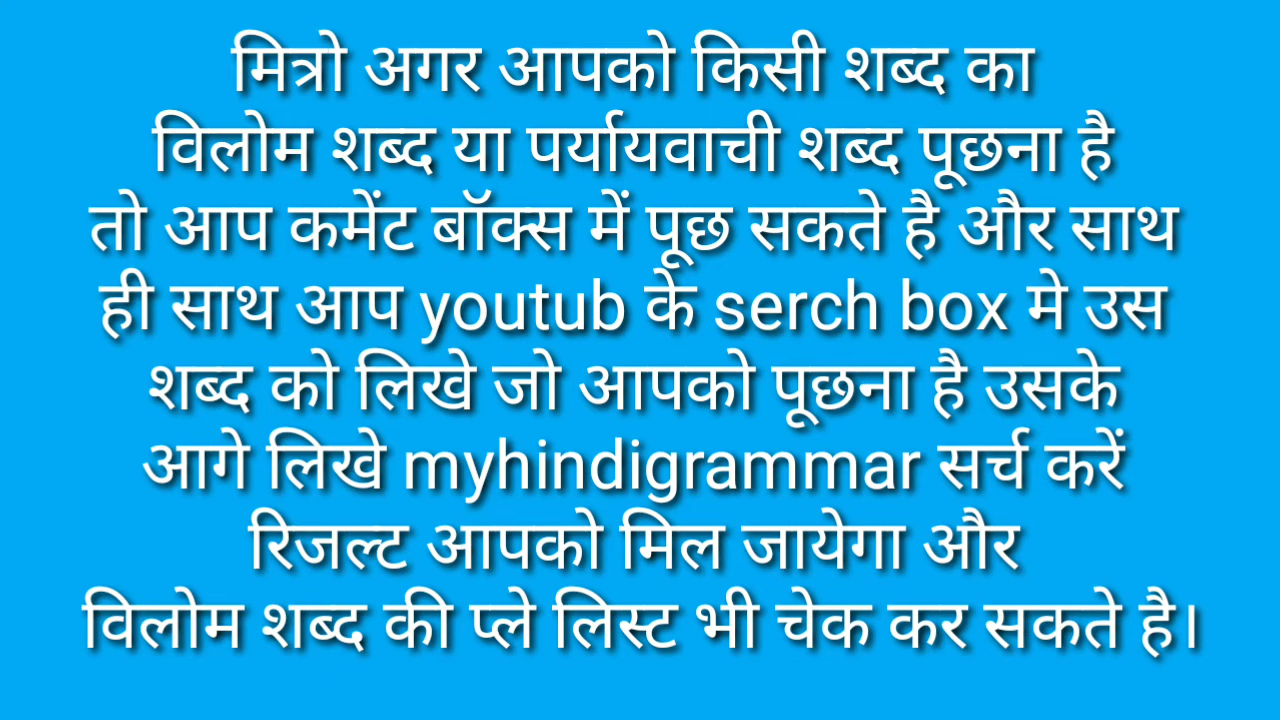 मित्रो अगर आपको किसी शब्द का
विलोम शब्द या पर्यायवाची शब्द पूछना है
तो आप कमेंट बॉक्स में पूछ सकते है और साथ
ही साथ आप youtub के serch box मे उस
शब्द को लिखे जो आपको पूछना है उसके
आगे लिखे myhindigrammar सर्च करें
रिजल्ट आपको मिल जायेगा और
विलोम शब्द की प्ले लिस्ट भी चेक कर सकते है।